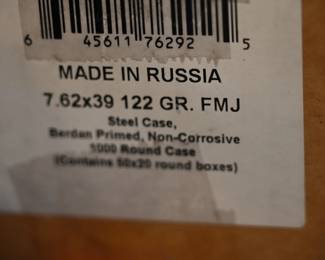 6 45611 76292 5
MADE IN RUSSIA
7.62x39 122 GR. FMJ
Steel Case,
Berdan Primed, Non-Corrosive
1000 Round Case
(Contains 50x20 round boxes)